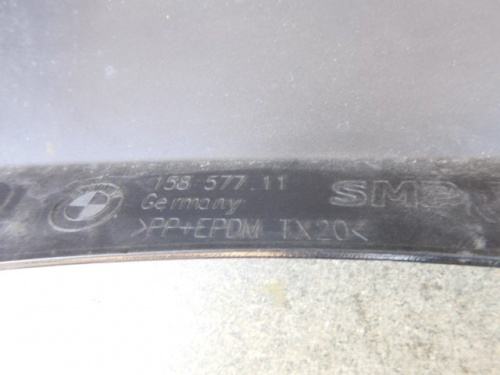 158 577.11 SMP
Germany
>PP+EPDM TX20<